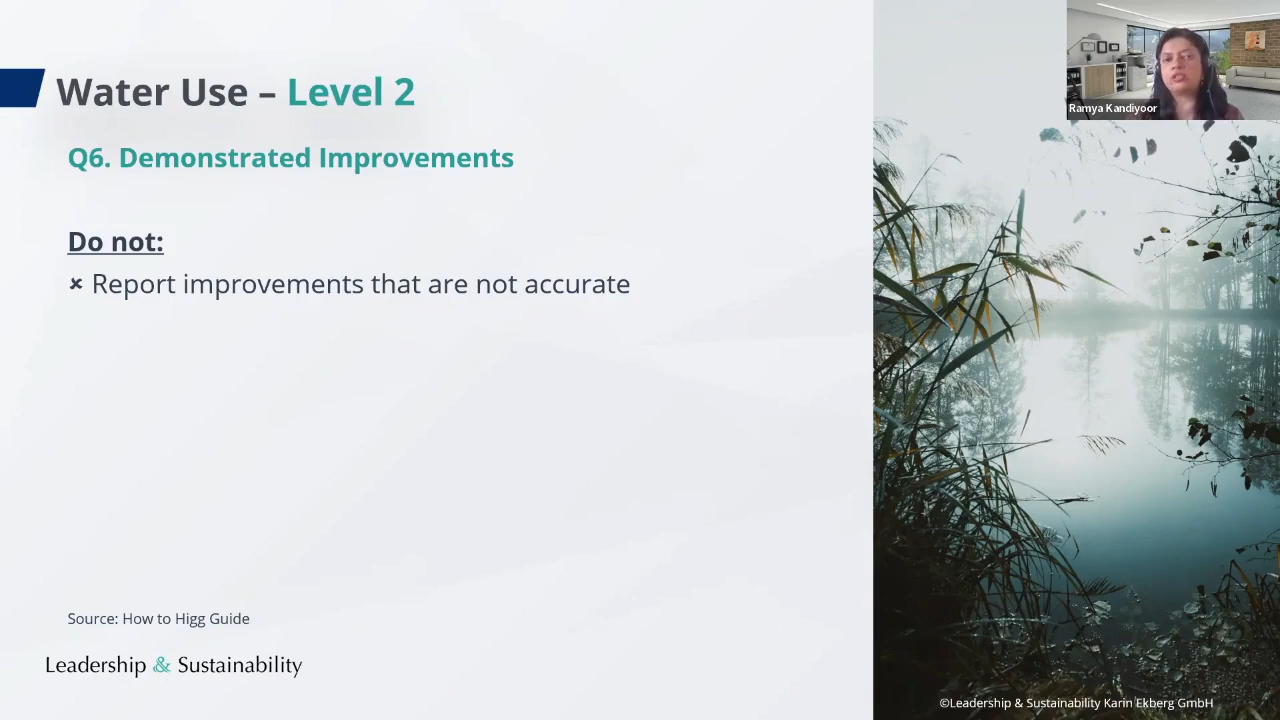 Water Use – Level 2
Q6. Demonstrated Improvements
Do not:
× Report improvements that are not accurate
Source: How to Higg Guide
Leadership & Sustainability
Ramya Kandiyoor
©Leadership & Sustainability Karin Ekberg GmbH